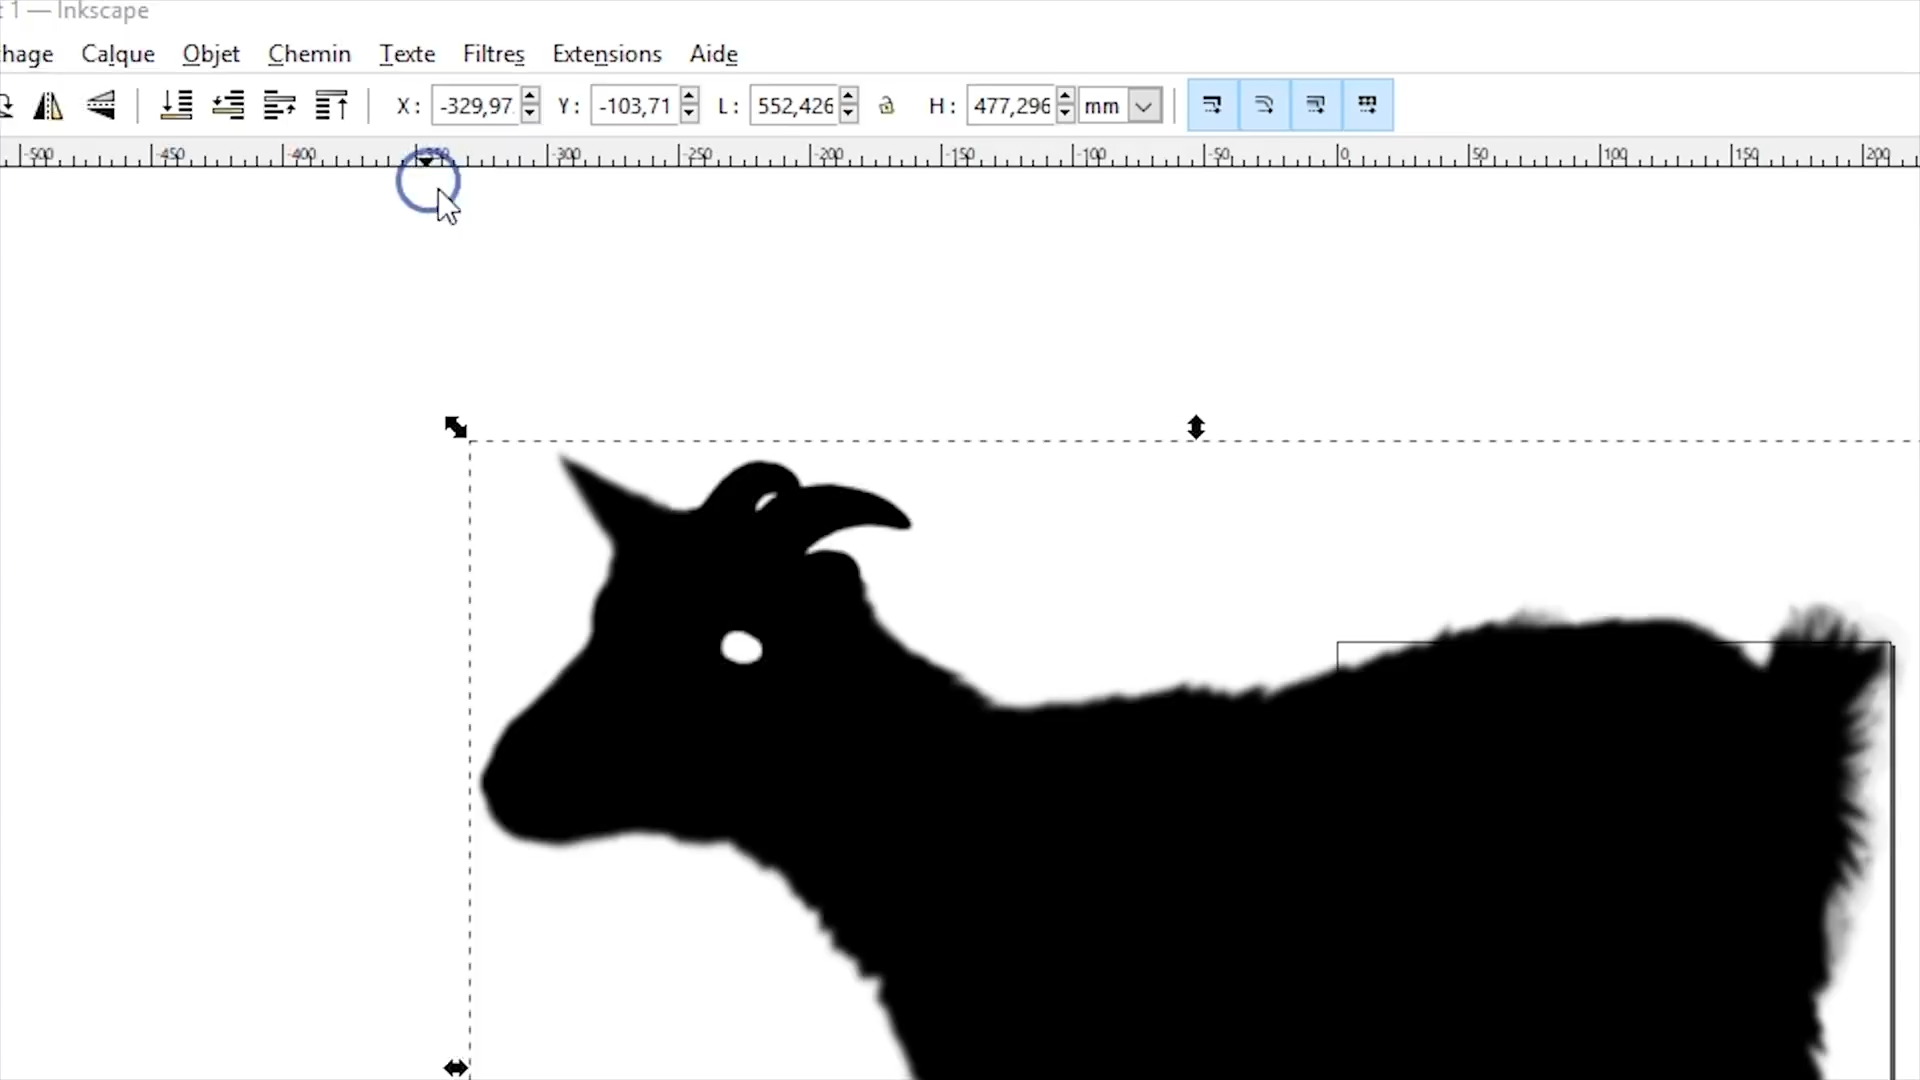 t 1 — Inkscape
hage Calque Objet Chemin Texte Filtres Extensions Aide
X : -329,97 Y : -103,71 L : 552,426 H : 477,296 mm
-500 -450 -400 -300 -250 -200 -150 -100 -50 0 50 100 150 200